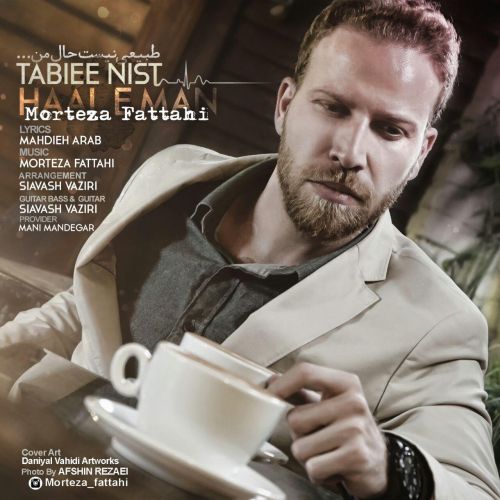 طبیعی نیست حال من...
TABIEE NIST
HAALE MAN
Morteza Fattahi
LYRICS
MAHDIEH ARAB
MUSIC
MORTEZA FATTAHI
ARRANGEMENT
SIAVASH VAZIRI
GUITAR BASS & GUITAR
SIAVASH VAZIRI
PROVIDER
MANI MANDEGAR
Cover Art
Daniyal Vahidi Artworks
Photo By AFSHIN REZAEI
Morteza_fattahi